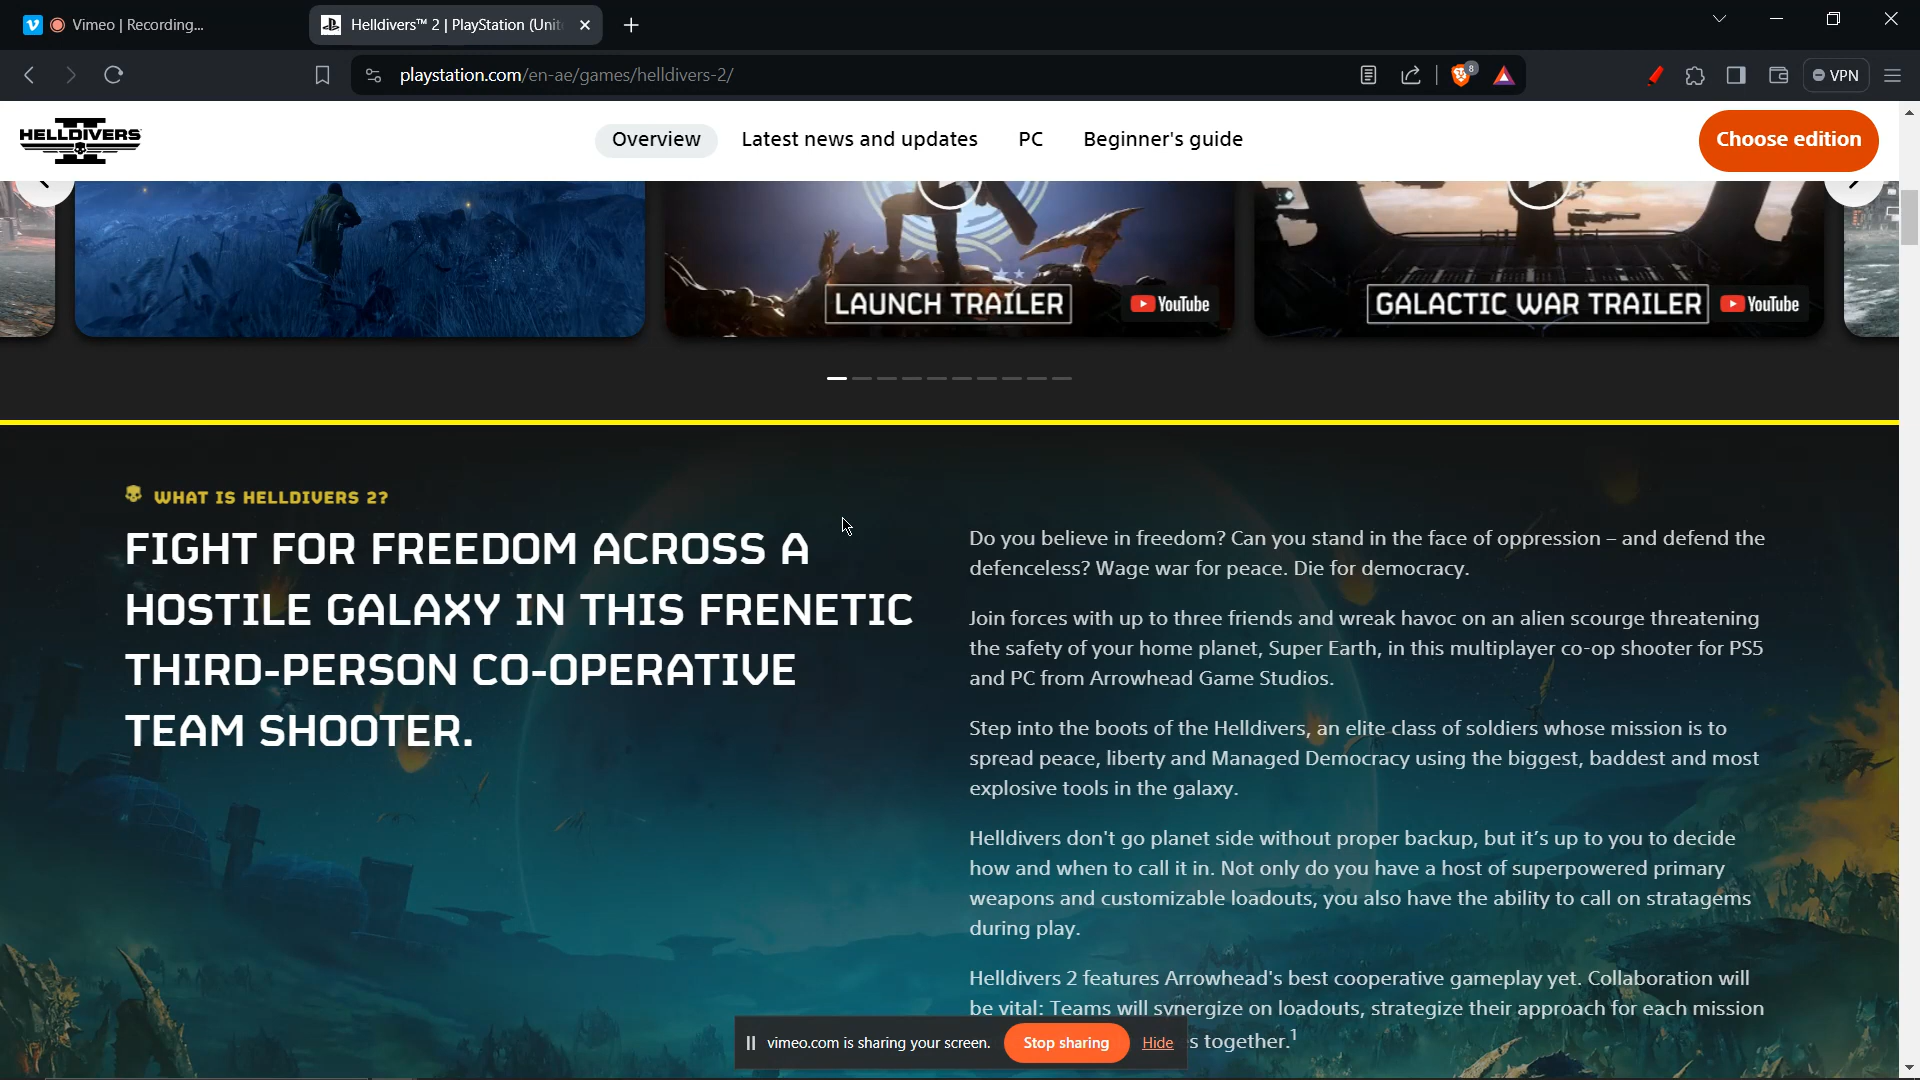 Vimeo | Recording...
Helldivers™ 2 | PlayStation (Unit
playstation.com/en-ae/games/helldivers-2/
8
VPN
HELLDIVERS
II
Overview
Latest news and updates
PC
Beginner's guide
Choose edition
LAUNCH TRAILER
YouTube
GALACTIC WAR TRAILER
YouTube
WHAT IS HELLDIVERS 2?
FIGHT FOR FREEDOM ACROSS A
HOSTILE GALAXY IN THIS FRENETIC
THIRD-PERSON CO-OPERATIVE
TEAM SHOOTER.
Do you believe in freedom? Can you stand in the face of oppression – and defend the
defenceless? Wage war for peace. Die for democracy.
Join forces with up to three friends and wreak havoc on an alien scourge threatening
the safety of your home planet, Super Earth, in this multiplayer co-op shooter for PS5
and PC from Arrowhead Game Studios.
Step into the boots of the Helldivers, an elite class of soldiers whose mission is to
spread peace, liberty and Managed Democracy using the biggest, baddest and most
explosive tools in the galaxy.
Helldivers don't go planet side without proper backup, but it’s up to you to decide
how and when to call it in. Not only do you have a host of superpowered primary
weapons and customizable loadouts, you also have the ability to call on stratagems
during play.
Helldivers 2 features Arrowhead's best cooperative gameplay yet. Collaboration will
be vital: Teams will synergize on loadouts, strategize their approach for each mission
s together.1
vimeo.com is sharing your screen.
Stop sharing
Hide